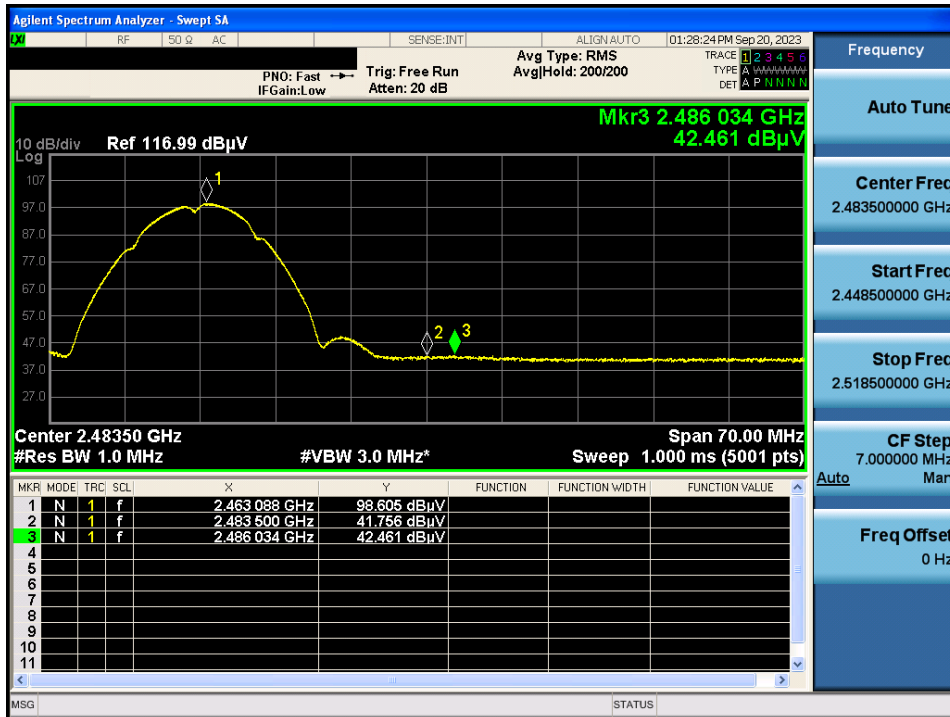 Agilent Spectrum Analyzer - Swept SA
LXI RF 50 Ω AC SENSE:INT ALIGN AUTO 01:28:24 PM Sep 20, 2023
PNO: Fast
IFGain:Low
Trig: Free Run
Atten: 20 dB
Avg Type: RMS
Avg|Hold: 200/200
TRACE 1 2 3 4 5 6
TYPE A WWWWW
DET A P N N N N
Mkr3 2.486 034 GHz
42.461 dBµV
10 dB/div Ref 116.99 dBµV
Log
107
97.0
87.0
77.0
67.0
57.0
47.0
37.0
27.0
1
2
3
Center 2.48350 GHz Span 70.00 MHz
#Res BW 1.0 MHz #VBW 3.0 MHz* Sweep 1.000 ms (5001 pts)
MKR MODE TRC SCL X Y FUNCTION FUNCTION WIDTH FUNCTION VALUE
1 N 1 f 2.463 088 GHz 98.605 dBµV
2 N 1 f 2.483 500 GHz 41.756 dBµV
3 N 1 f 2.486 034 GHz 42.461 dBµV
4
5
6
7
8
9
10
11
MSG STATUS
Frequency
Auto Tune
Center Freq
2.483500000 GHz
Start Freq
2.448500000 GHz
Stop Freq
2.518500000 GHz
CF Step
7.000000 MHz
Auto Man
Freq Offset
0 Hz